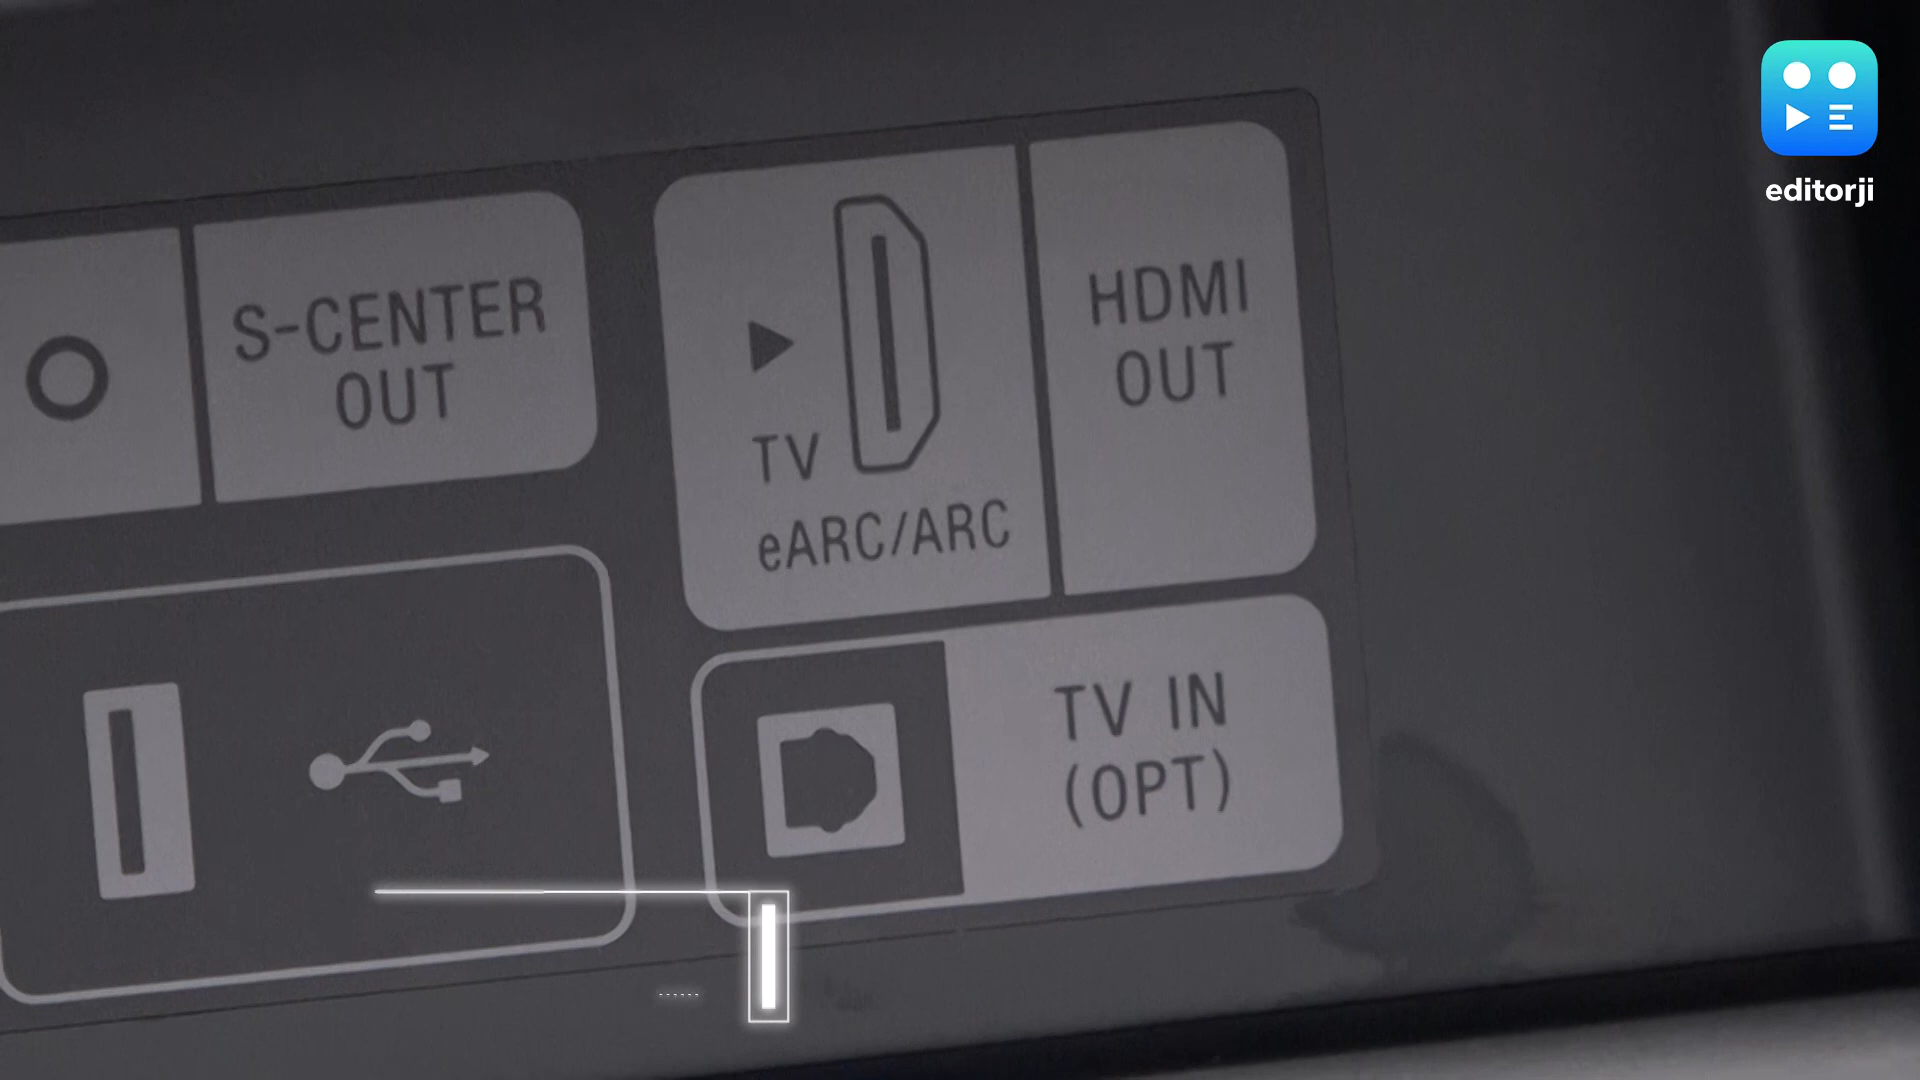 editorji
S-CENTER
OUT
TV
eARC/ARC
HDMI
OUT
TV IN
(OPT)